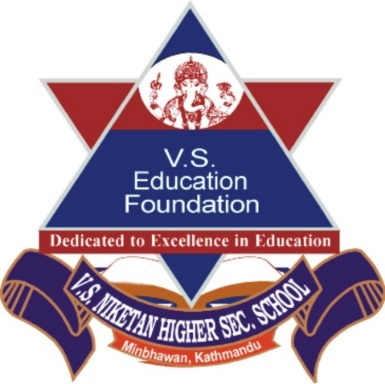 V.S.
Education
Foundation
Dedicated to Excellence in Education
V.S. NIKETAN HIGHER SEC. SCHOOL
Minbhawan, Kathmandu